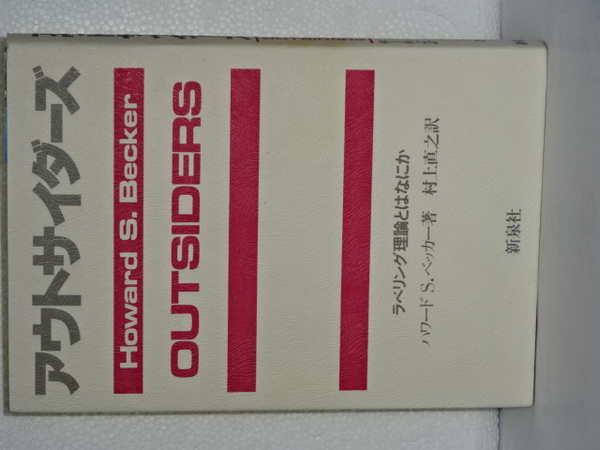 アウトサイダーズ
Howard S. Becker
OUTSIDERS
ラベリング理論とはなにか
ハワード S. ベッカー著 村上直之訳
新泉社